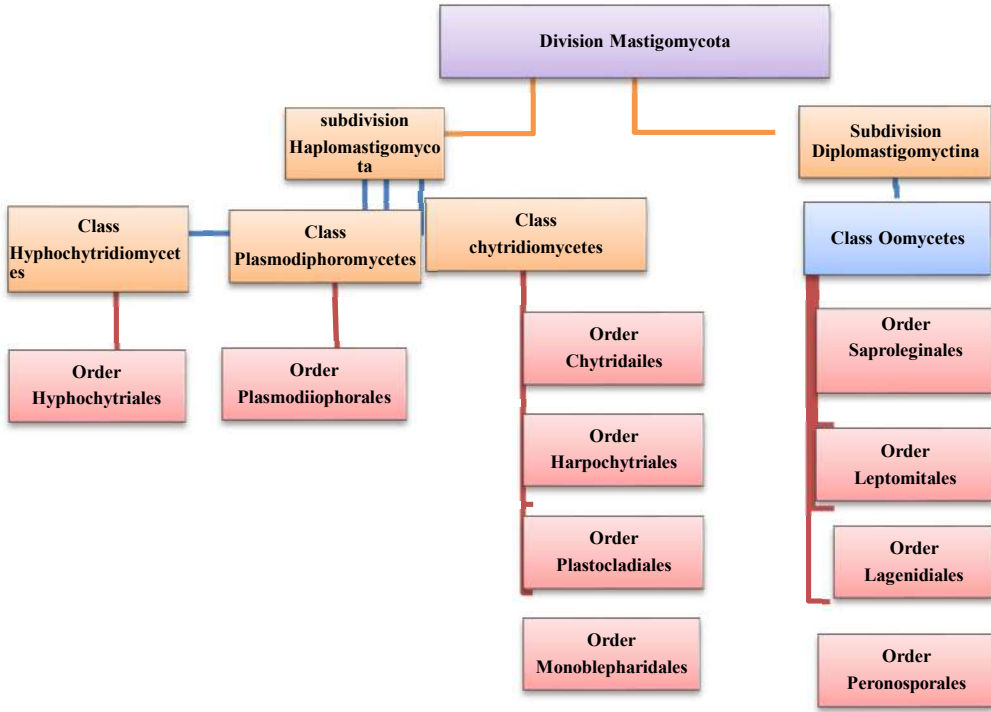 Division Mastigomycota
subdivision
Haplomastigomyco
ta
Subdivision
Diplomastigomyctina
Class
Hyphochytridiomycet
es
Class
Plasmodiphoromycetes
Class
chytridiomycetes
Class Oomycetes
Order
Hyphochytriales
Order
Plasmodiiophorales
Order
Chytridailes
Order
Harpochytriales
Order
Plastocladiales
Order
Monoblepharidales
Order
Saproleginales
Order
Leptomitales
Order
Lagenidiales
Order
Peronosporales